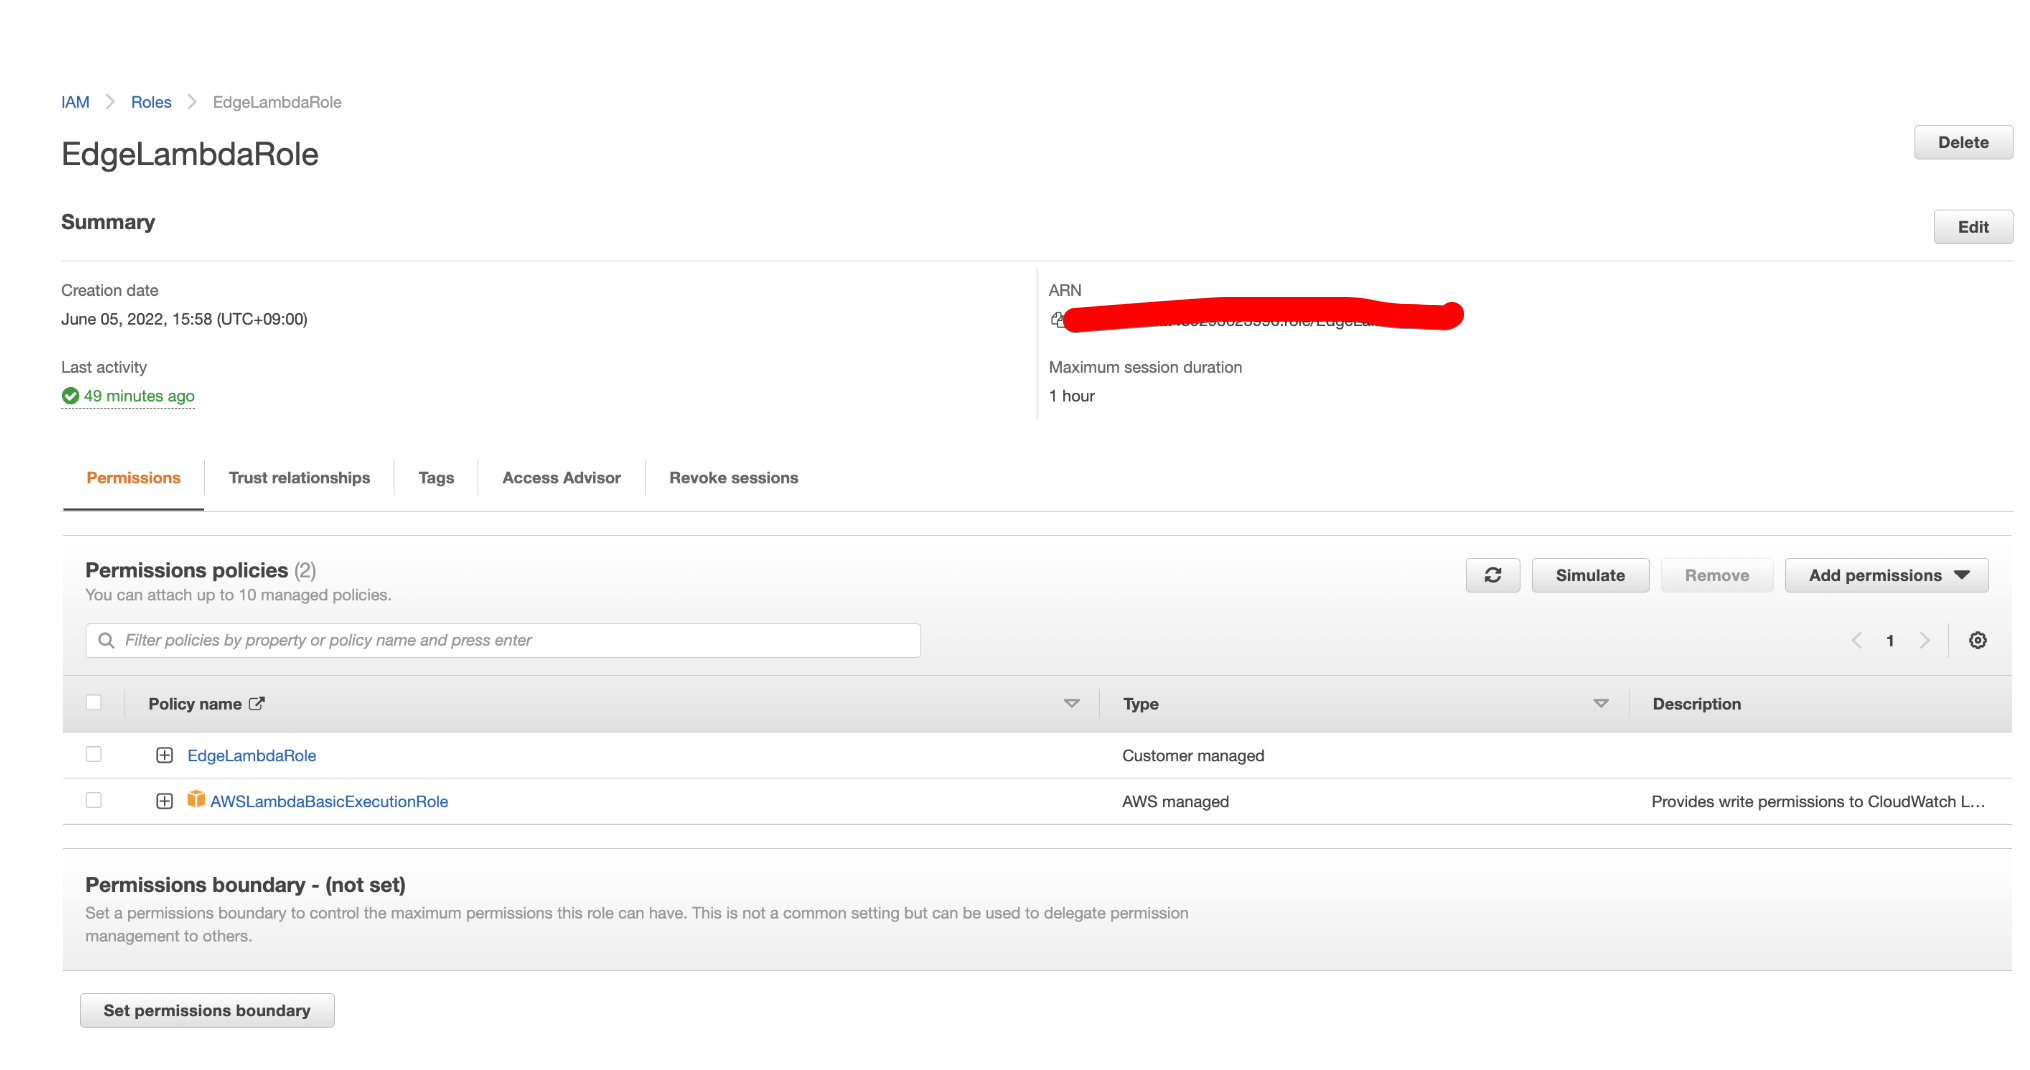 IAM > Roles > EdgeLambdaRole
EdgeLambdaRole
Delete
Summary
Edit
Creation date
June 05, 2022, 15:58 (UTC+09:00)
ARN
Last activity
49 minutes ago
Maximum session duration
1 hour
Permissions
Trust relationships
Tags
Access Advisor
Revoke sessions
Permissions policies (2)
You can attach up to 10 managed policies.
Simulate
Remove
Add permissions
Filter policies by property or policy name and press enter
1
Policy name
Type
Description
EdgeLambdaRole
Customer managed
AWSLambdaBasicExecutionRole
AWS managed
Provides write permissions to CloudWatch L...
Permissions boundary - (not set)
Set a permissions boundary to control the maximum permissions this role can have. This is not a common setting but can be used to delegate permission
management to others.
Set permissions boundary